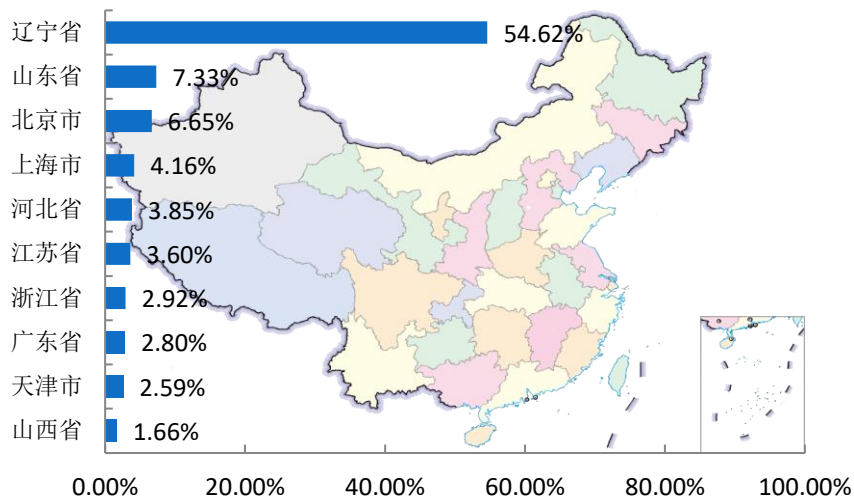 辽宁省 54.62%
山东省 7.33%
北京市 6.65%
上海市 4.16%
河北省 3.85%
江苏省 3.60%
浙江省 2.92%
广东省 2.80%
天津市 2.59%
山西省 1.66%
0.00% 20.00% 40.00% 60.00% 80.00% 100.00%